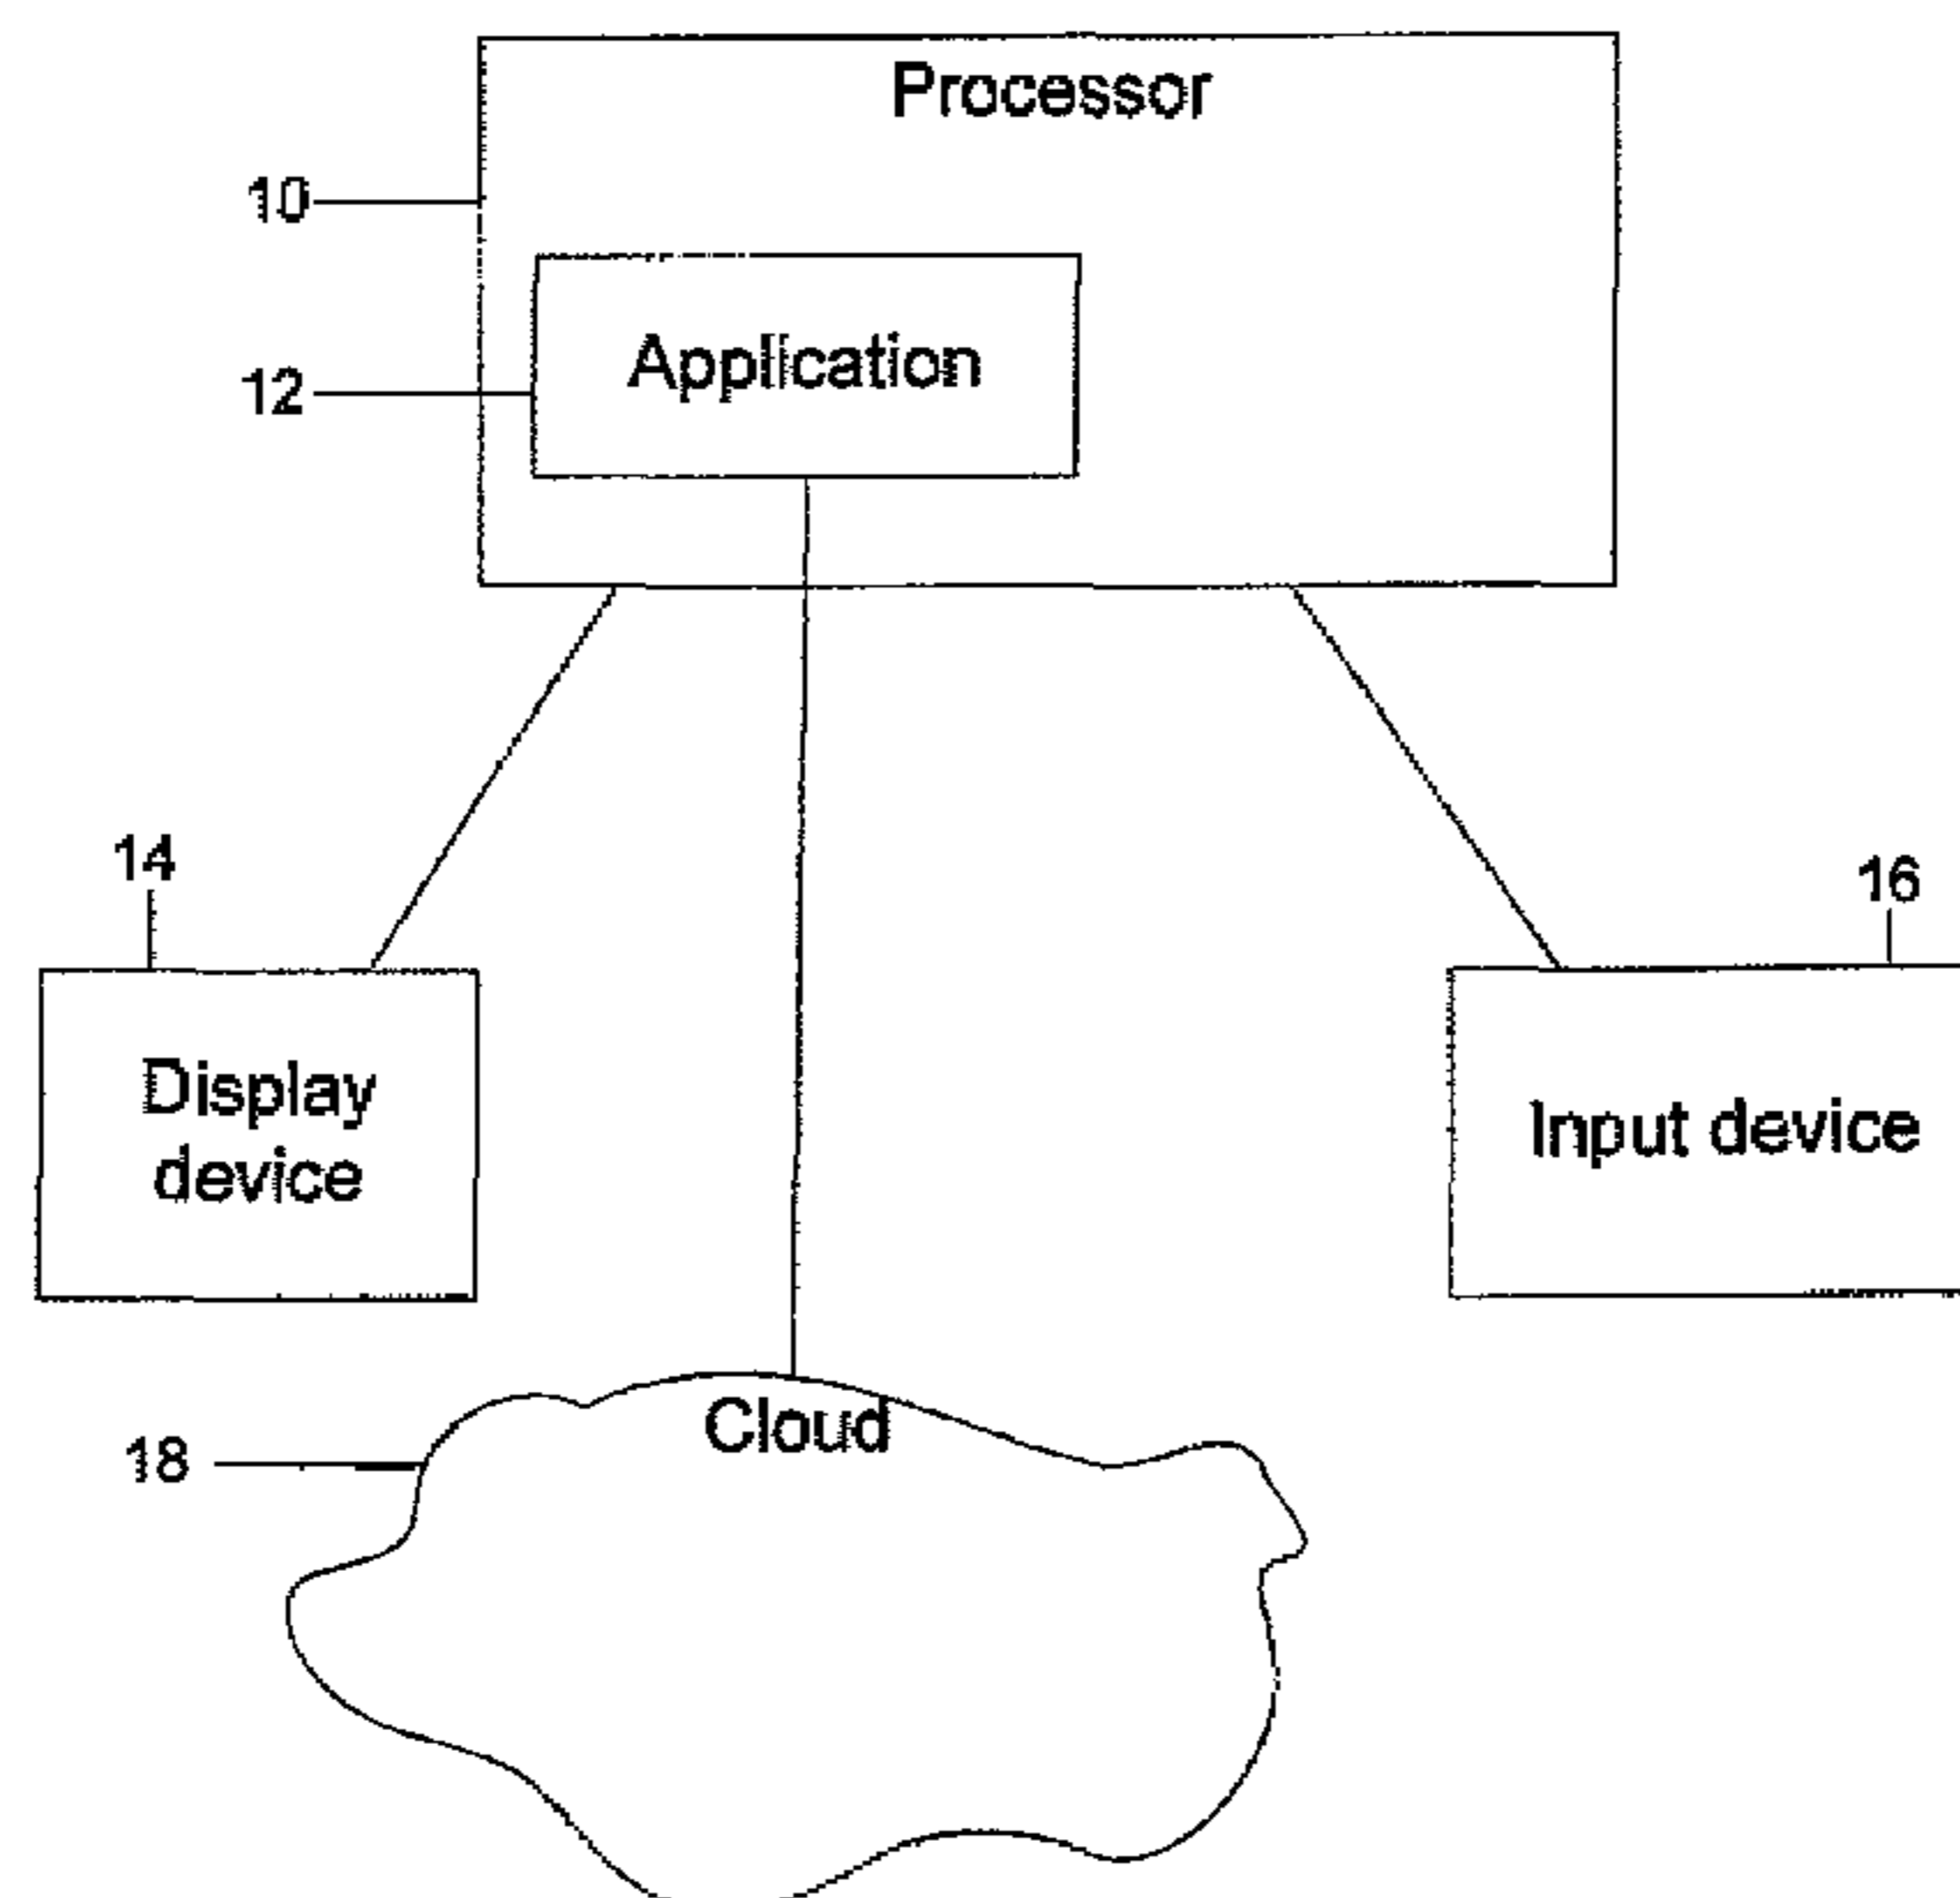 Processor
10
Application
12
14
16
Display
device
Input device
Cloud
18